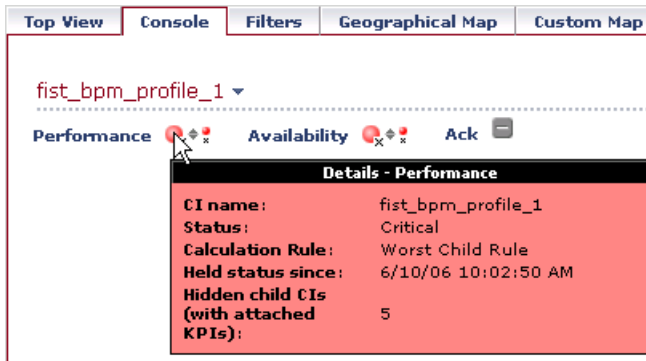 Top View Console Filters Geographical Map Custom Map
fist_bpm_profile_1
Performance Availability Ack
Details - Performance
CI name: fist_bpm_profile_1
Status: Critical
Calculation Rule: Worst Child Rule
Held status since: 6/10/06 10:02:50 AM
Hidden child CIs
(with attached 5
KPIs):